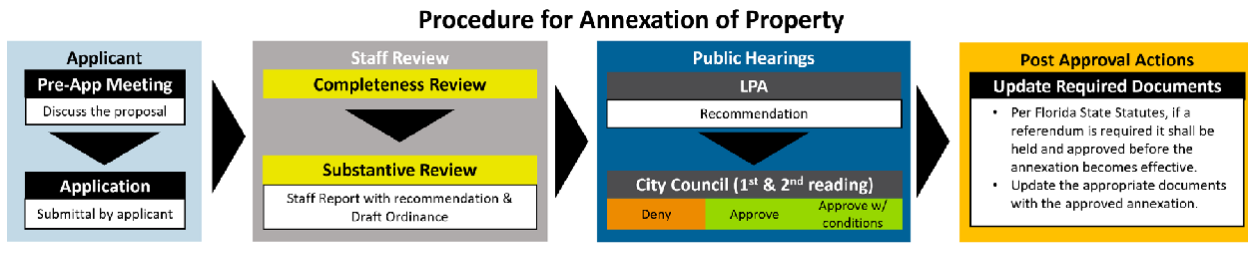 Procedure for Annexation of Property
Applicant
Pre-App Meeting
Discuss the proposal
Application
Submittal by applicant
Staff Review
Completeness Review
Substantive Review
Staff Report with recommendation &
Draft Ordinance
Public Hearings
LPA
Recommendation
City Council (1st & 2nd reading)
Deny
Approve
Approve w/
conditions
Post Approval Actions
Update Required Documents
• Per Florida State Statutes, if a
referendum is required it shall be
held and approved before the
annexation becomes effective.
• Update the appropriate documents
with the approved annexation.